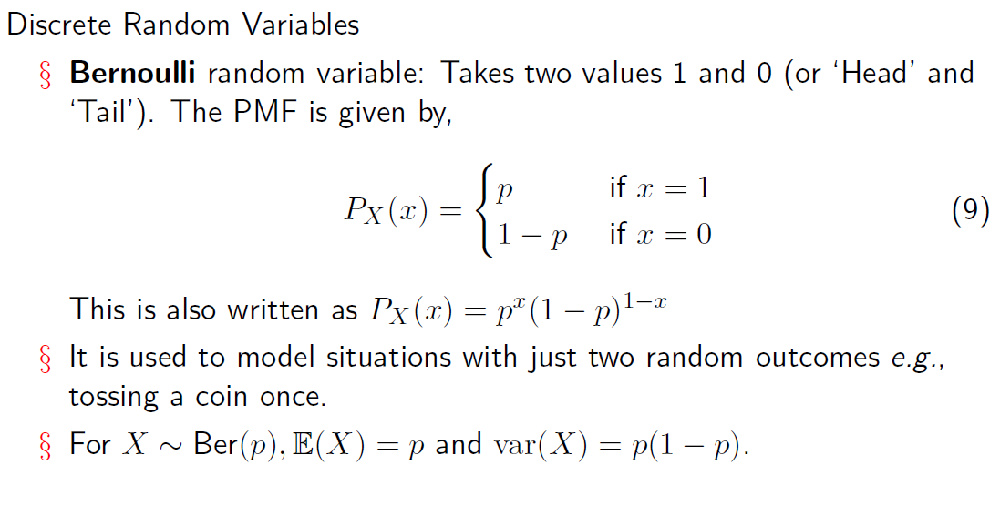 Discrete Random Variables
§ Bernoulli random variable: Takes two values 1 and 0 (or ‘Head’ and
‘Tail’). The PMF is given by,
$P_X(x) = \begin{cases} p & \text{if } x = 1 \\ 1 - p & \text{if } x = 0 \end{cases}$ (9)
This is also written as $P_X(x) = p^x(1 - p)^{1-x}$
§ It is used to model situations with just two random outcomes e.g.,
tossing a coin once.
§ For $X \sim \text{Ber}(p), \mathbb{E}(X) = p$ and $\mathrm{var}(X) = p(1 - p)$.